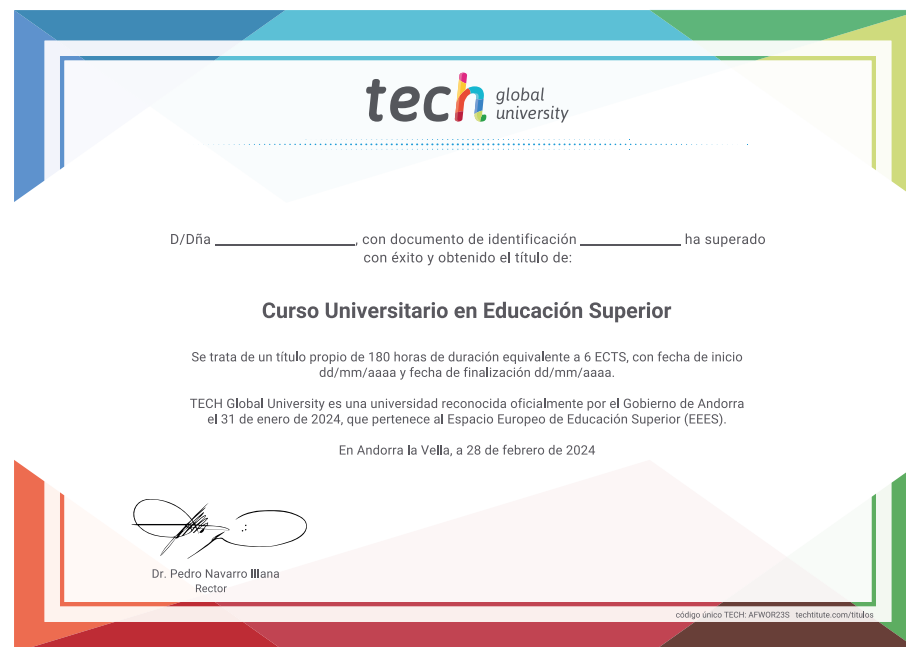 tech global university
D/Dña ________________, con documento de identificación ____________ ha superado
con éxito y obtenido el título de:
Curso Universitario en Educación Superior
Se trata de un título propio de 180 horas de duración equivalente a 6 ECTS, con fecha de inicio
dd/mm/aaaa y fecha de finalización dd/mm/aaaa.
TECH Global University es una universidad reconocida oficialmente por el Gobierno de Andorra
el 31 de enero de 2024, que pertenece al Espacio Europeo de Educación Superior (EEES).
En Andorra la Vella, a 28 de febrero de 2024
Dr. Pedro Navarro Illana
Rector
código único TECH: AFWOR23S techtitute.com/titulos